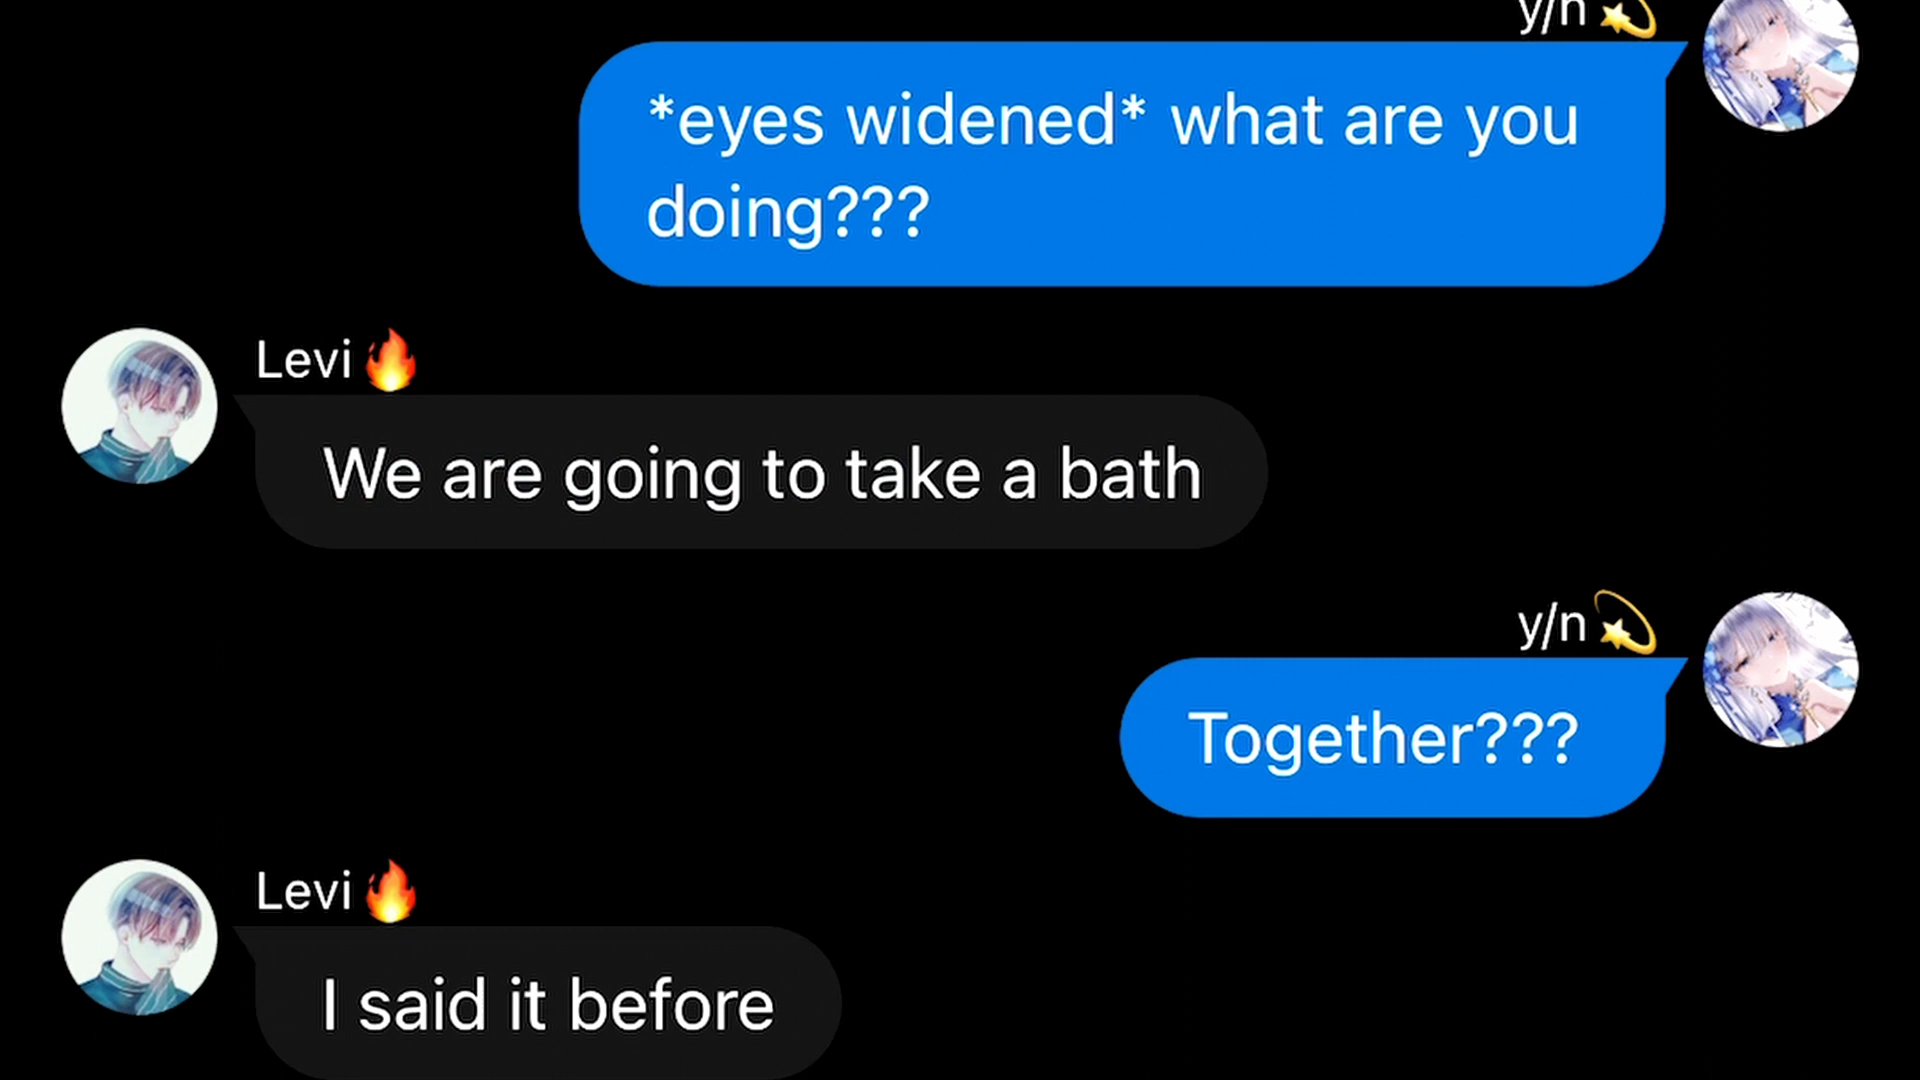 y/n 💫
*eyes widened* what are you
doing???
Levi 🔥
We are going to take a bath
y/n 💫
Together???
Levi 🔥
I said it before